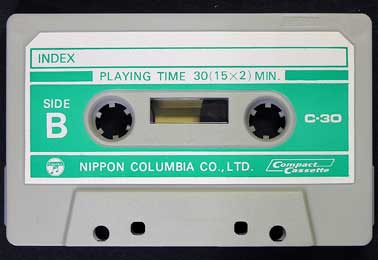 INDEX
PLAYING TIME 30(15×2) MIN.
SIDE
B
C-30
NIPPON COLUMBIA CO., LTD.
Compact
Cassette